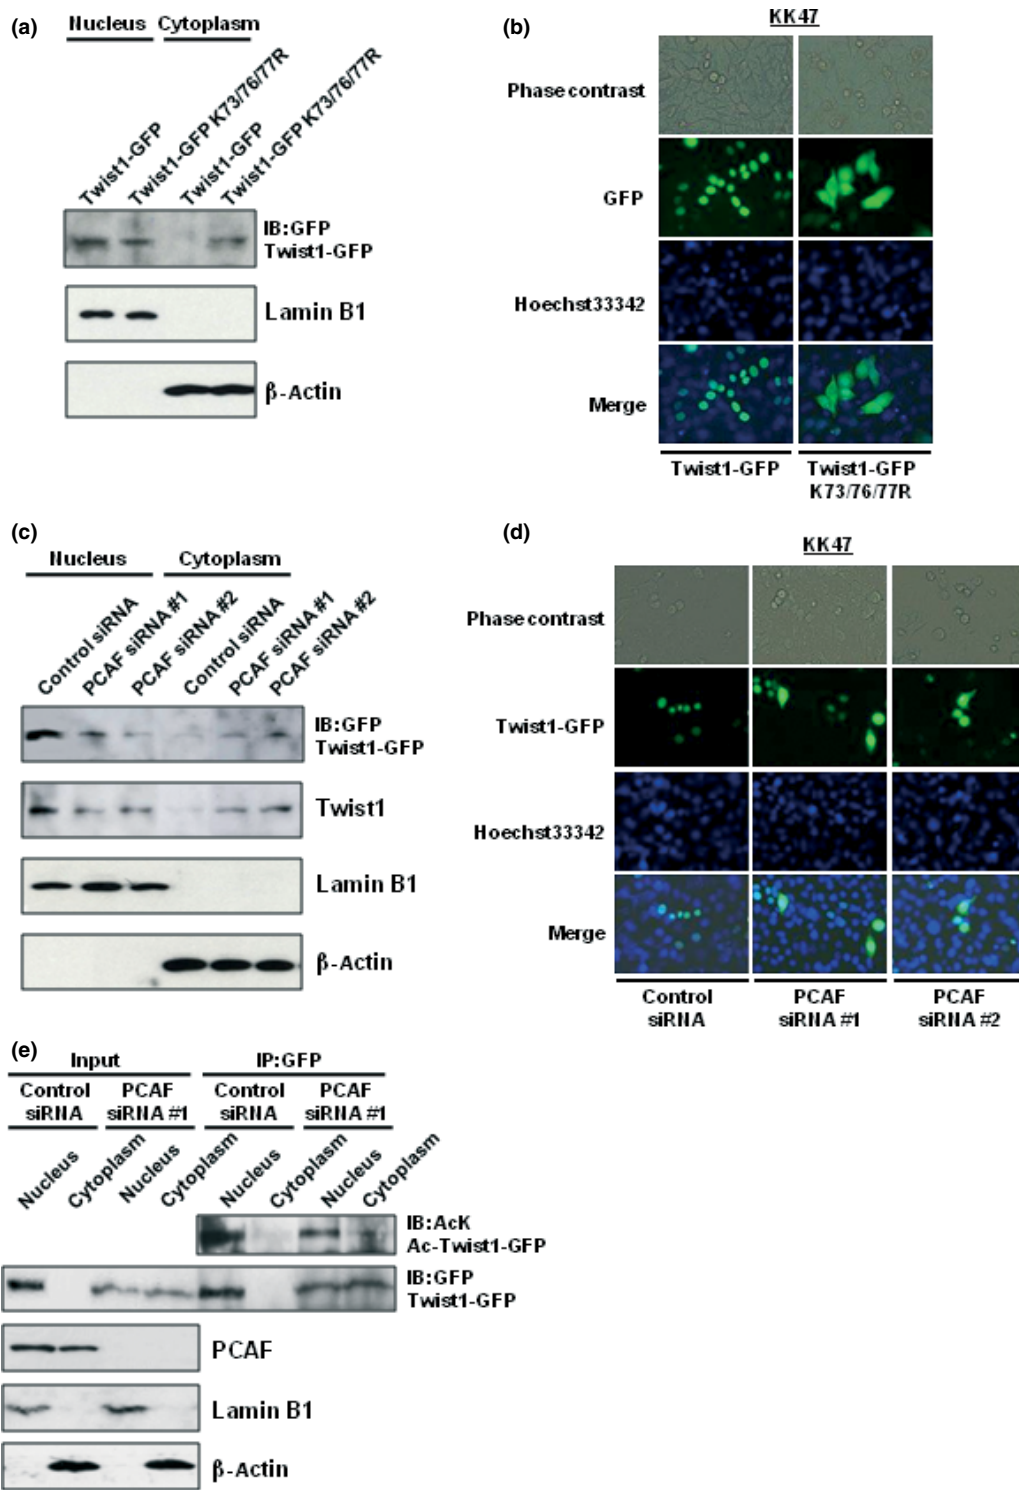 (a)
Nucleus Cytoplasm
Twist1-GFP
Twist1-GFP K73/76/77R
Twist1-GFP
Twist1-GFP K73/76/77R
IB:GFP
Twist1-GFP
Lamin B1
β-Actin
(b)
KK47
Phase contrast
GFP
Hoechst33342
Merge
Twist1-GFP
Twist1-GFP
K73/76/77R
(c)
Nucleus Cytoplasm
Control siRNA
PCAF siRNA #1
PCAF siRNA #2
Control siRNA
PCAF siRNA #1
PCAF siRNA #2
IB:GFP
Twist1-GFP
Twist1
Lamin B1
β-Actin
(d)
KK47
Phase contrast
Twist1-GFP
Hoechst33342
Merge
Control
siRNA
PCAF
siRNA #1
PCAF
siRNA #2
(e)
Input IP:GFP
Control
siRNA
PCAF
siRNA #1
Control
siRNA
PCAF
siRNA #1
Nucleus
Cytoplasm
Nucleus
Cytoplasm
Nucleus
Cytoplasm
Nucleus
Cytoplasm
IB:AcK
Ac-Twist1-GFP
IB:GFP
Twist1-GFP
PCAF
Lamin B1
β-Actin